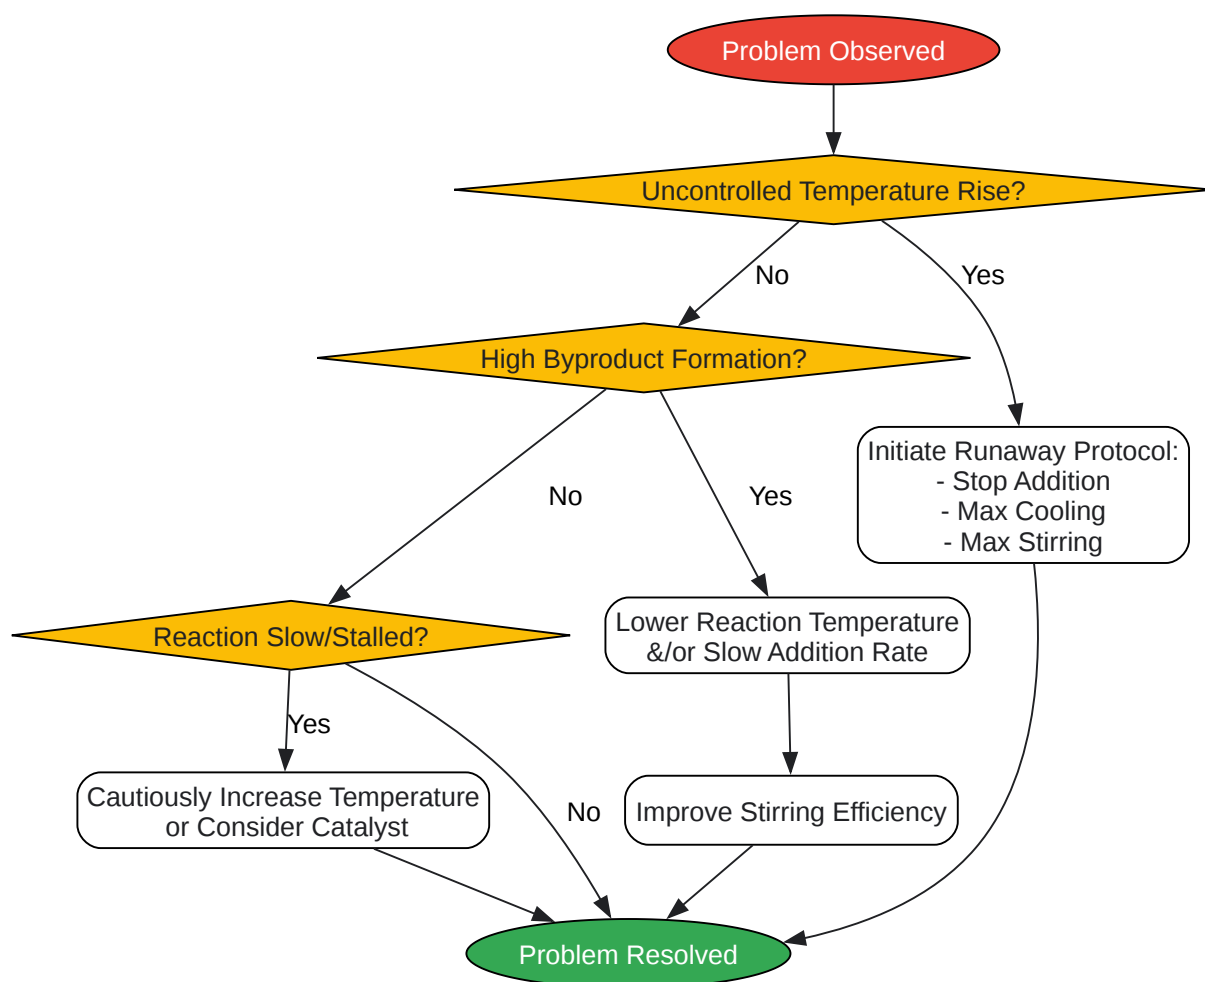 Problem Observed
Uncontrolled Temperature Rise?
No
Yes
High Byproduct Formation?
Initiate Runaway Protocol:
- Stop Addition
- Max Cooling
- Max Stirring
No
Yes
Lower Reaction Temperature
&/or Slow Addition Rate
Reaction Slow/Stalled?
Yes
Cautiously Increase Temperature
or Consider Catalyst
No
Improve Stirring Efficiency
Problem Resolved